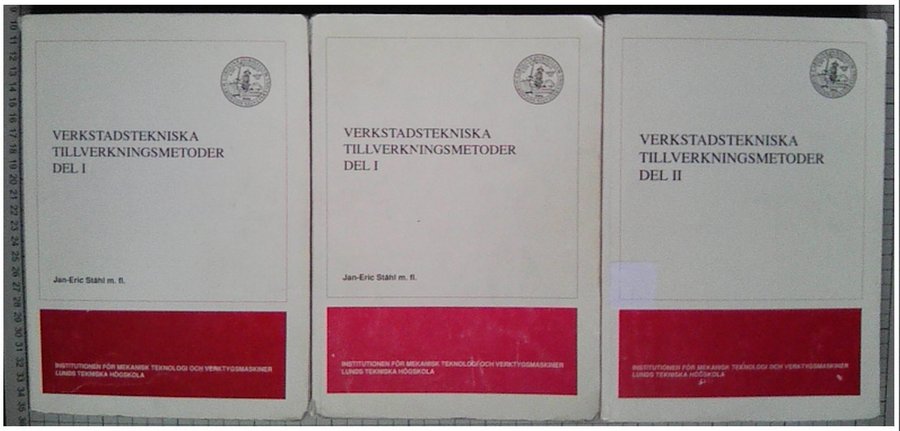 VERKSTADSTEKNISKA
TILLVERKNINGSMETODER
DEL I
Jan-Eric Ståhl m. fl.
INSTITUTIONEN FÖR MEKANISK TEKNOLOGI OCH VERKTYGSMASKINER
LUNDS TEKNISKA HÖGSKOLA
VERKSTADSTEKNISKA
TILLVERKNINGSMETODER
DEL I
Jan-Eric Ståhl m. fl.
INSTITUTIONEN FÖR MEKANISK TEKNOLOGI OCH VERKTYGSMASKINER
LUNDS TEKNISKA HÖGSKOLA
VERKSTADSTEKNISKA
TILLVERKNINGSMETODER
DEL II
INSTITUTIONEN FÖR MEKANISK TEKNOLOGI OCH VERKTYGSMASKINER
LUNDS TEKNISKA HÖGSKOLA